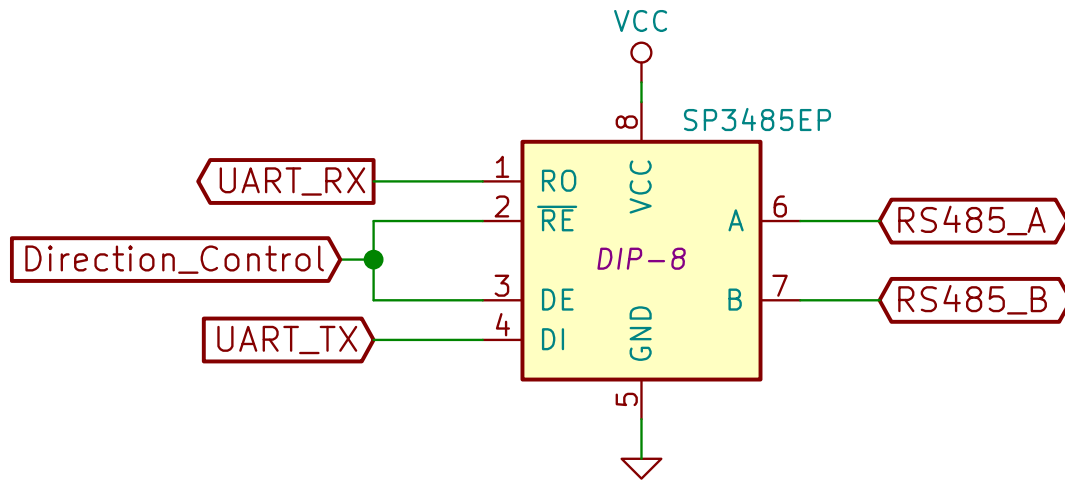 VCC
SP3485EP
8
UART_RX
1
RO
VCC
2
RE
A
6
RS485_A
Direction_Control
DIP-8
3
DE
B
7
RS485_B
UART_TX
4
DI
GND
5